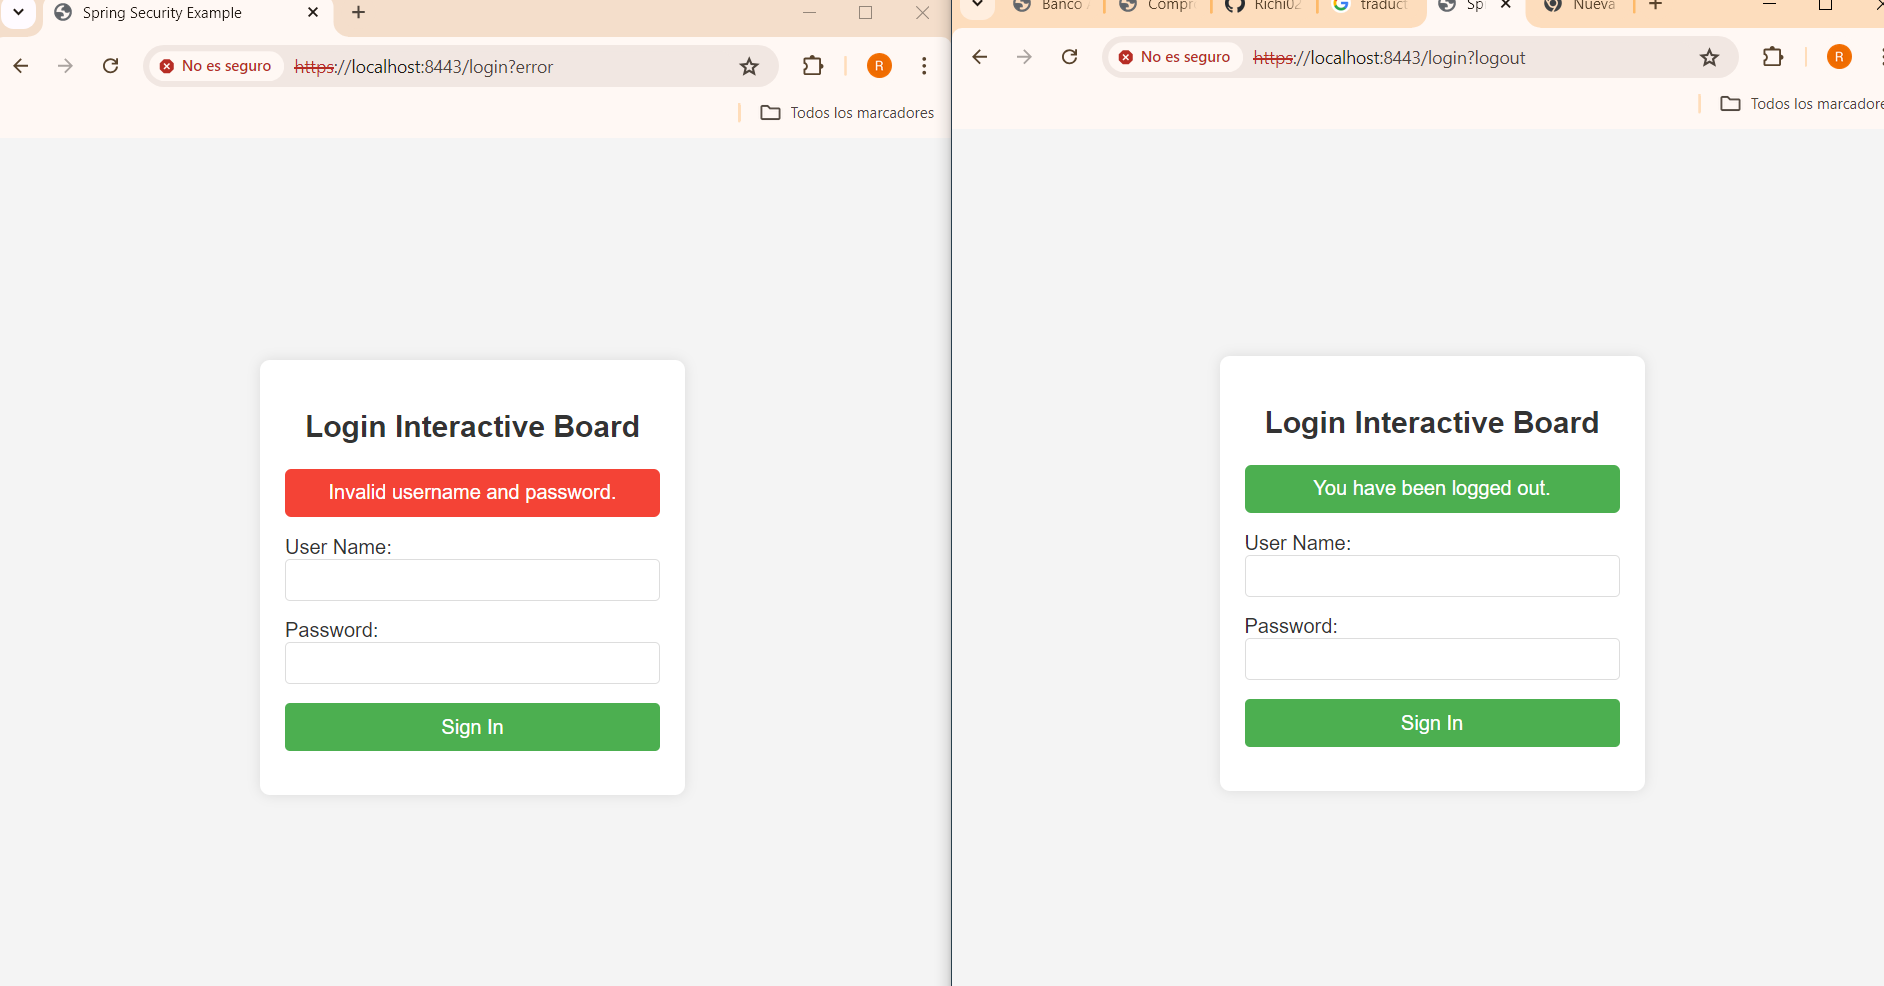 Spring Security Example
No es seguro
https://localhost:8443/login?error
R
Todos los marcadores
Login Interactive Board
Invalid username and password.
User Name:
Password:
Sign In
Banco
Compr
Richi02
traduct
Sp
Nueva
No es seguro
https://localhost:8443/login?logout
R
Todos los marcadore
Login Interactive Board
You have been logged out.
User Name:
Password:
Sign In